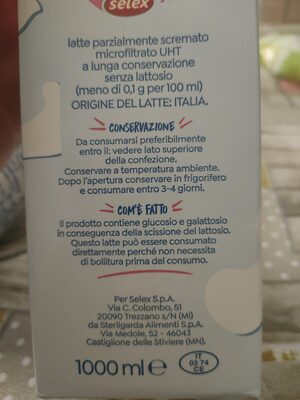 selex
latte parzialmente scremato
microfiltrato UHT
a lunga conservazione
senza lattosio
(meno di 0,1 g per 100 ml)
ORIGINE DEL LATTE: ITALIA.
CONSERVAZIONE
Da consumarsi preferibilmente
entro il: vedere lato superiore
della confezione.
Conservare a temperatura ambiente.
Dopo l'apertura conservare in frigorifero
e consumare entro 3-4 giorni.
COM'È FATTO
Il prodotto contiene glucosio e galattosio
in conseguenza della scissione del lattosio.
Questo latte può essere consumato
direttamente perché non necessita
di bollitura prima del consumo.
Per Selex S.p.A.
Via C. Colombo, 51
20090 Trezzano s/N (MI)
da Sterilgarda Alimenti S.p.A.
Via Medole, 52 - 46043
Castiglione delle Stiviere (MN).
1000 ml e
IT
03 74
CE